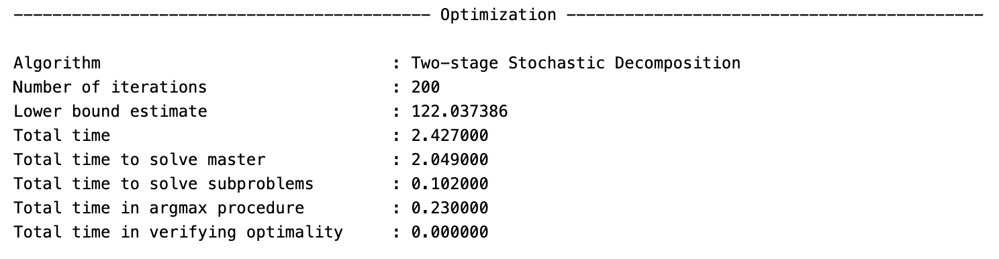 ------------------------------------------- Optimization -------------------------------------------
Algorithm : Two-stage Stochastic Decomposition
Number of iterations : 200
Lower bound estimate : 122.037386
Total time : 2.427000
Total time to solve master : 2.049000
Total time to solve subproblems : 0.102000
Total time in argmax procedure : 0.230000
Total time in verifying optimality : 0.000000